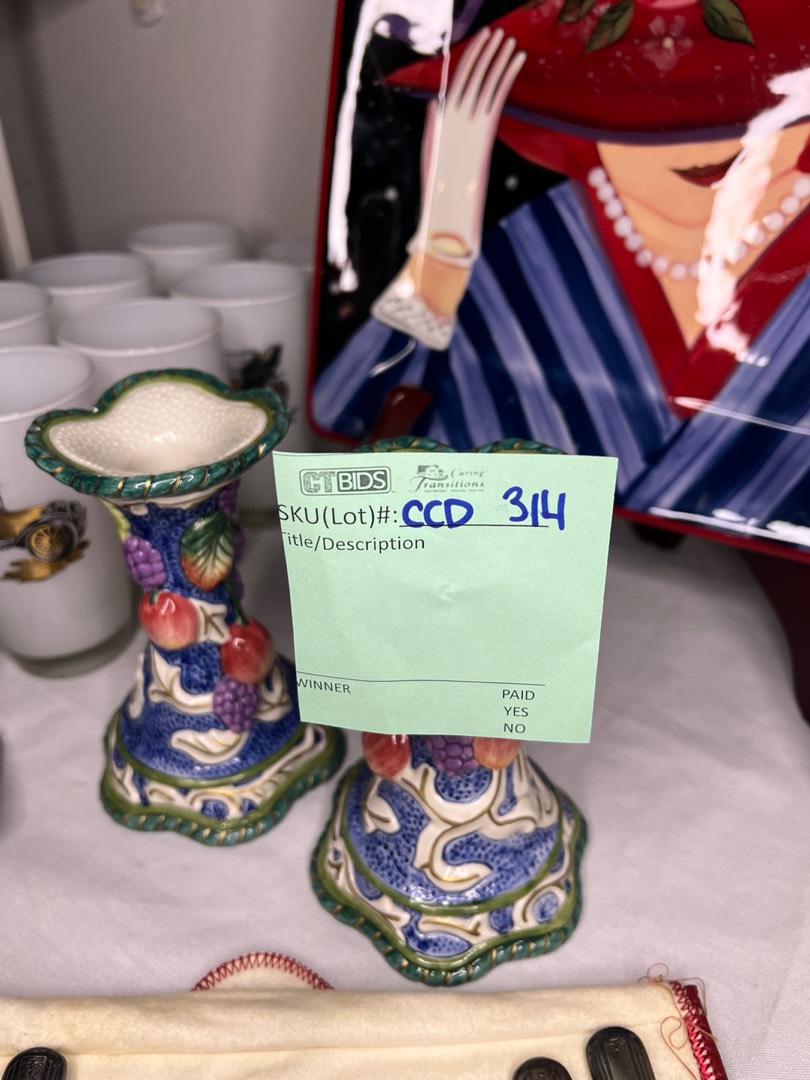 CTBIDS Caring Transitions
SKU(Lot)#: CCD 314
Title/Description
WINNER
PAID
YES
NO